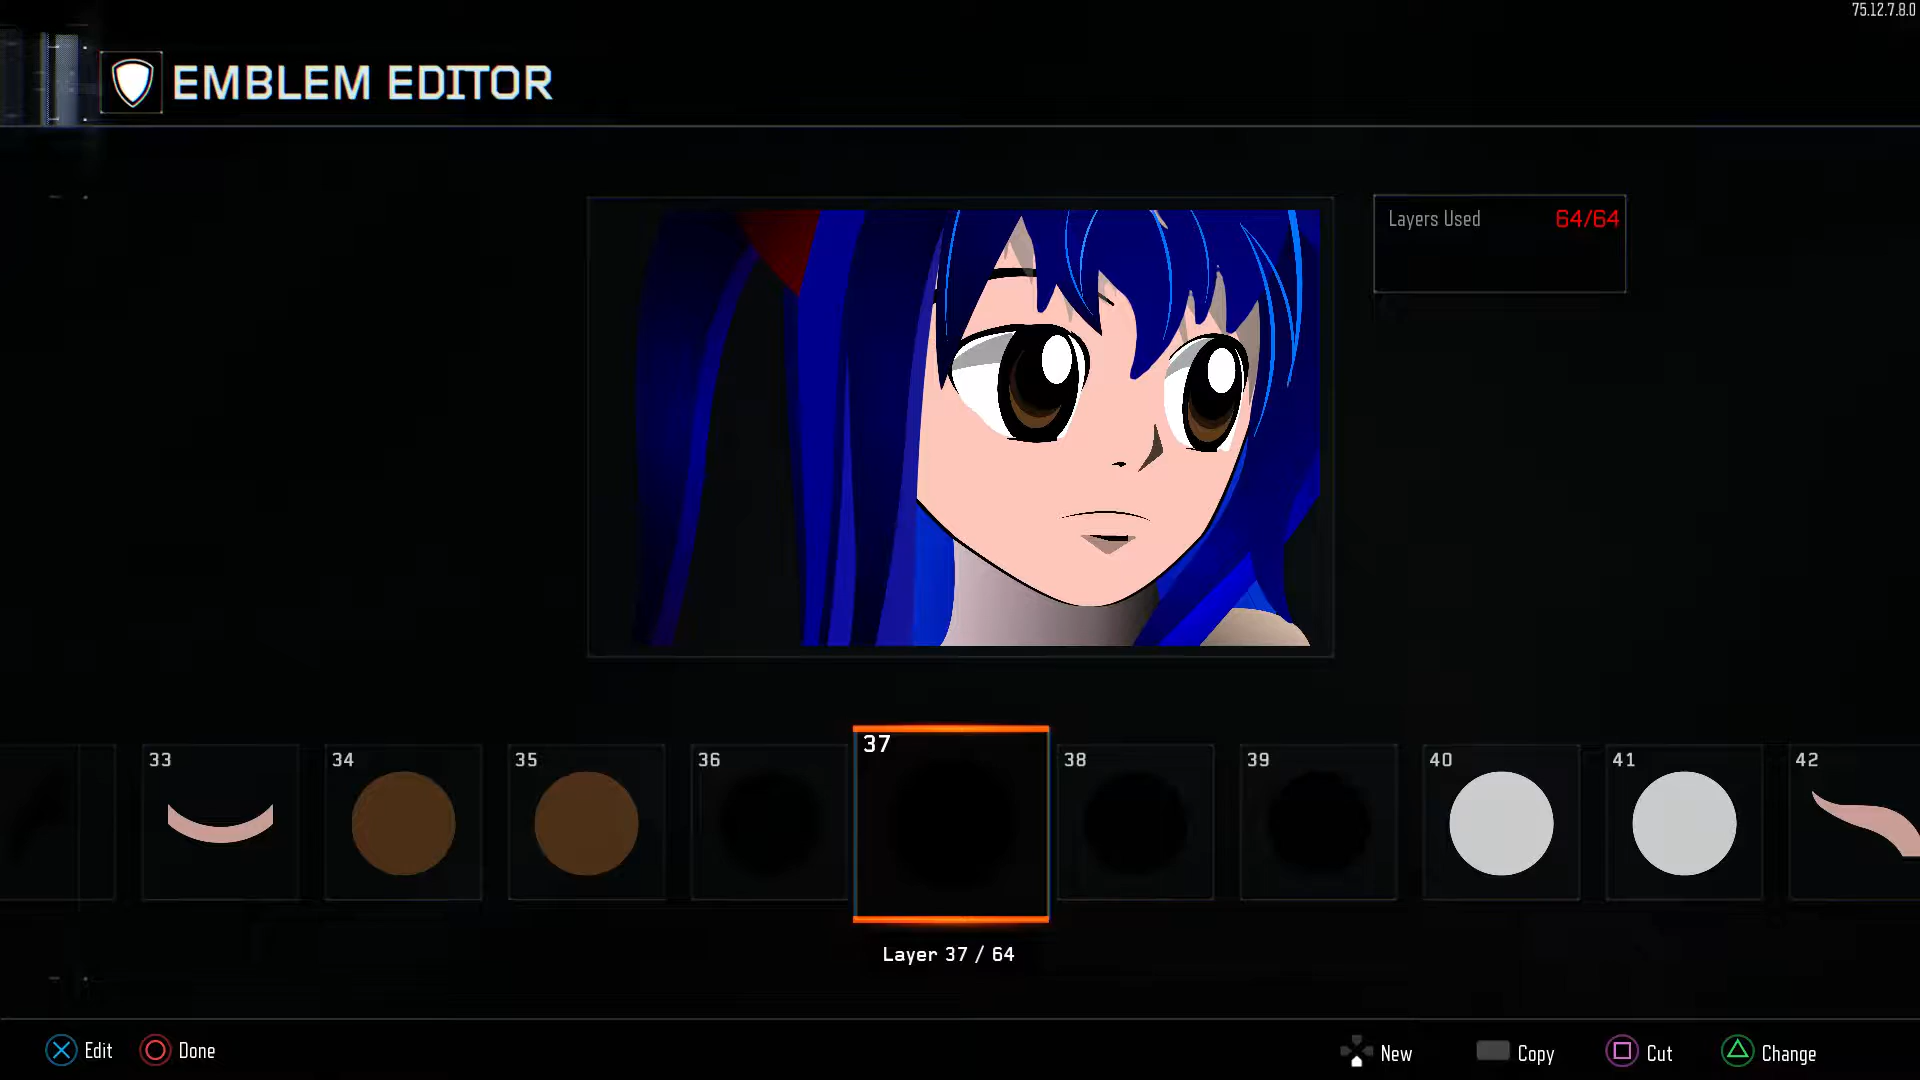 75.12.7.8.0
EMBLEM EDITOR
Layers Used 64/64
33 34 35 36 37 38 39 40 41 42
Layer 37 / 64
Edit Done New Copy Cut Change